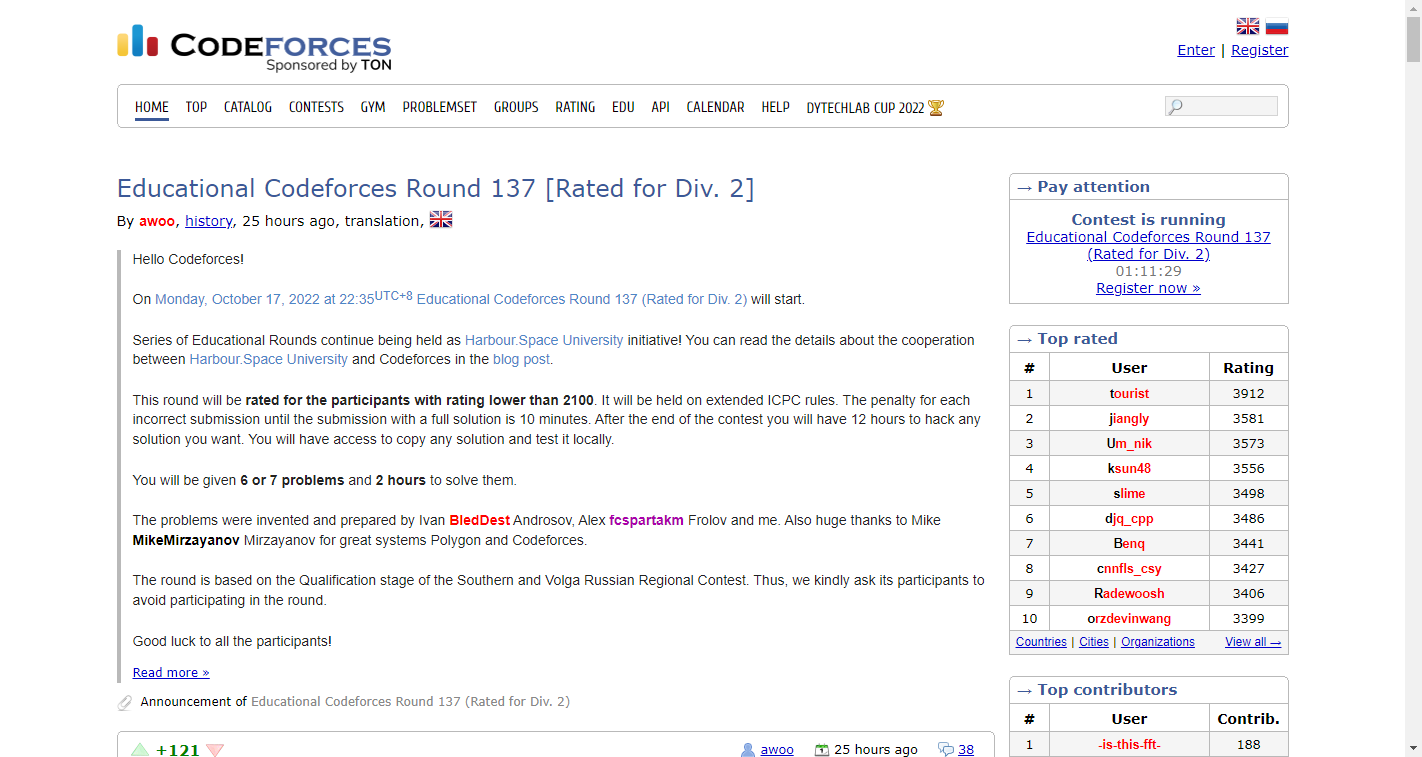 CODEFORCES
Sponsored by TON
Enter | Register
HOME TOP CATALOG CONTESTS GYM PROBLEMSET GROUPS RATING EDU API CALENDAR HELP DYTECHLAB CUP 2022
Educational Codeforces Round 137 [Rated for Div. 2]
By awoo, history, 25 hours ago, translation,
Hello Codeforces!
On Monday, October 17, 2022 at 22:35UTC+8 Educational Codeforces Round 137 (Rated for Div. 2) will start.
Series of Educational Rounds continue being held as Harbour.Space University initiative! You can read the details about the cooperation
between Harbour.Space University and Codeforces in the blog post.
This round will be rated for the participants with rating lower than 2100. It will be held on extended ICPC rules. The penalty for each
incorrect submission until the submission with a full solution is 10 minutes. After the end of the contest you will have 12 hours to hack any
solution you want. You will have access to copy any solution and test it locally.
You will be given 6 or 7 problems and 2 hours to solve them.
The problems were invented and prepared by Ivan BledDest Androsov, Alex fcspartakm Frolov and me. Also huge thanks to Mike
MikeMirzayanov Mirzayanov for great systems Polygon and Codeforces.
The round is based on the Qualification stage of the Southern and Volga Russian Regional Contest. Thus, we kindly ask its participants to
avoid participating in the round.
Good luck to all the participants!
Read more »
Announcement of Educational Codeforces Round 137 (Rated for Div. 2)
+121 awoo 25 hours ago 38
→ Pay attention
Contest is running
Educational Codeforces Round 137
(Rated for Div. 2)
01:11:29
Register now »
→ Top rated
# User Rating
1 tourist 3912
2 jiangly 3581
3 Um_nik 3573
4 ksun48 3556
5 slime 3498
6 djq_cpp 3486
7 Benq 3441
8 cnnfls_csy 3427
9 Radewoosh 3406
10 orzdevinwang 3399
Countries | Cities | Organizations View all →
→ Top contributors
# User Contrib.
1 -is-this-fft- 188